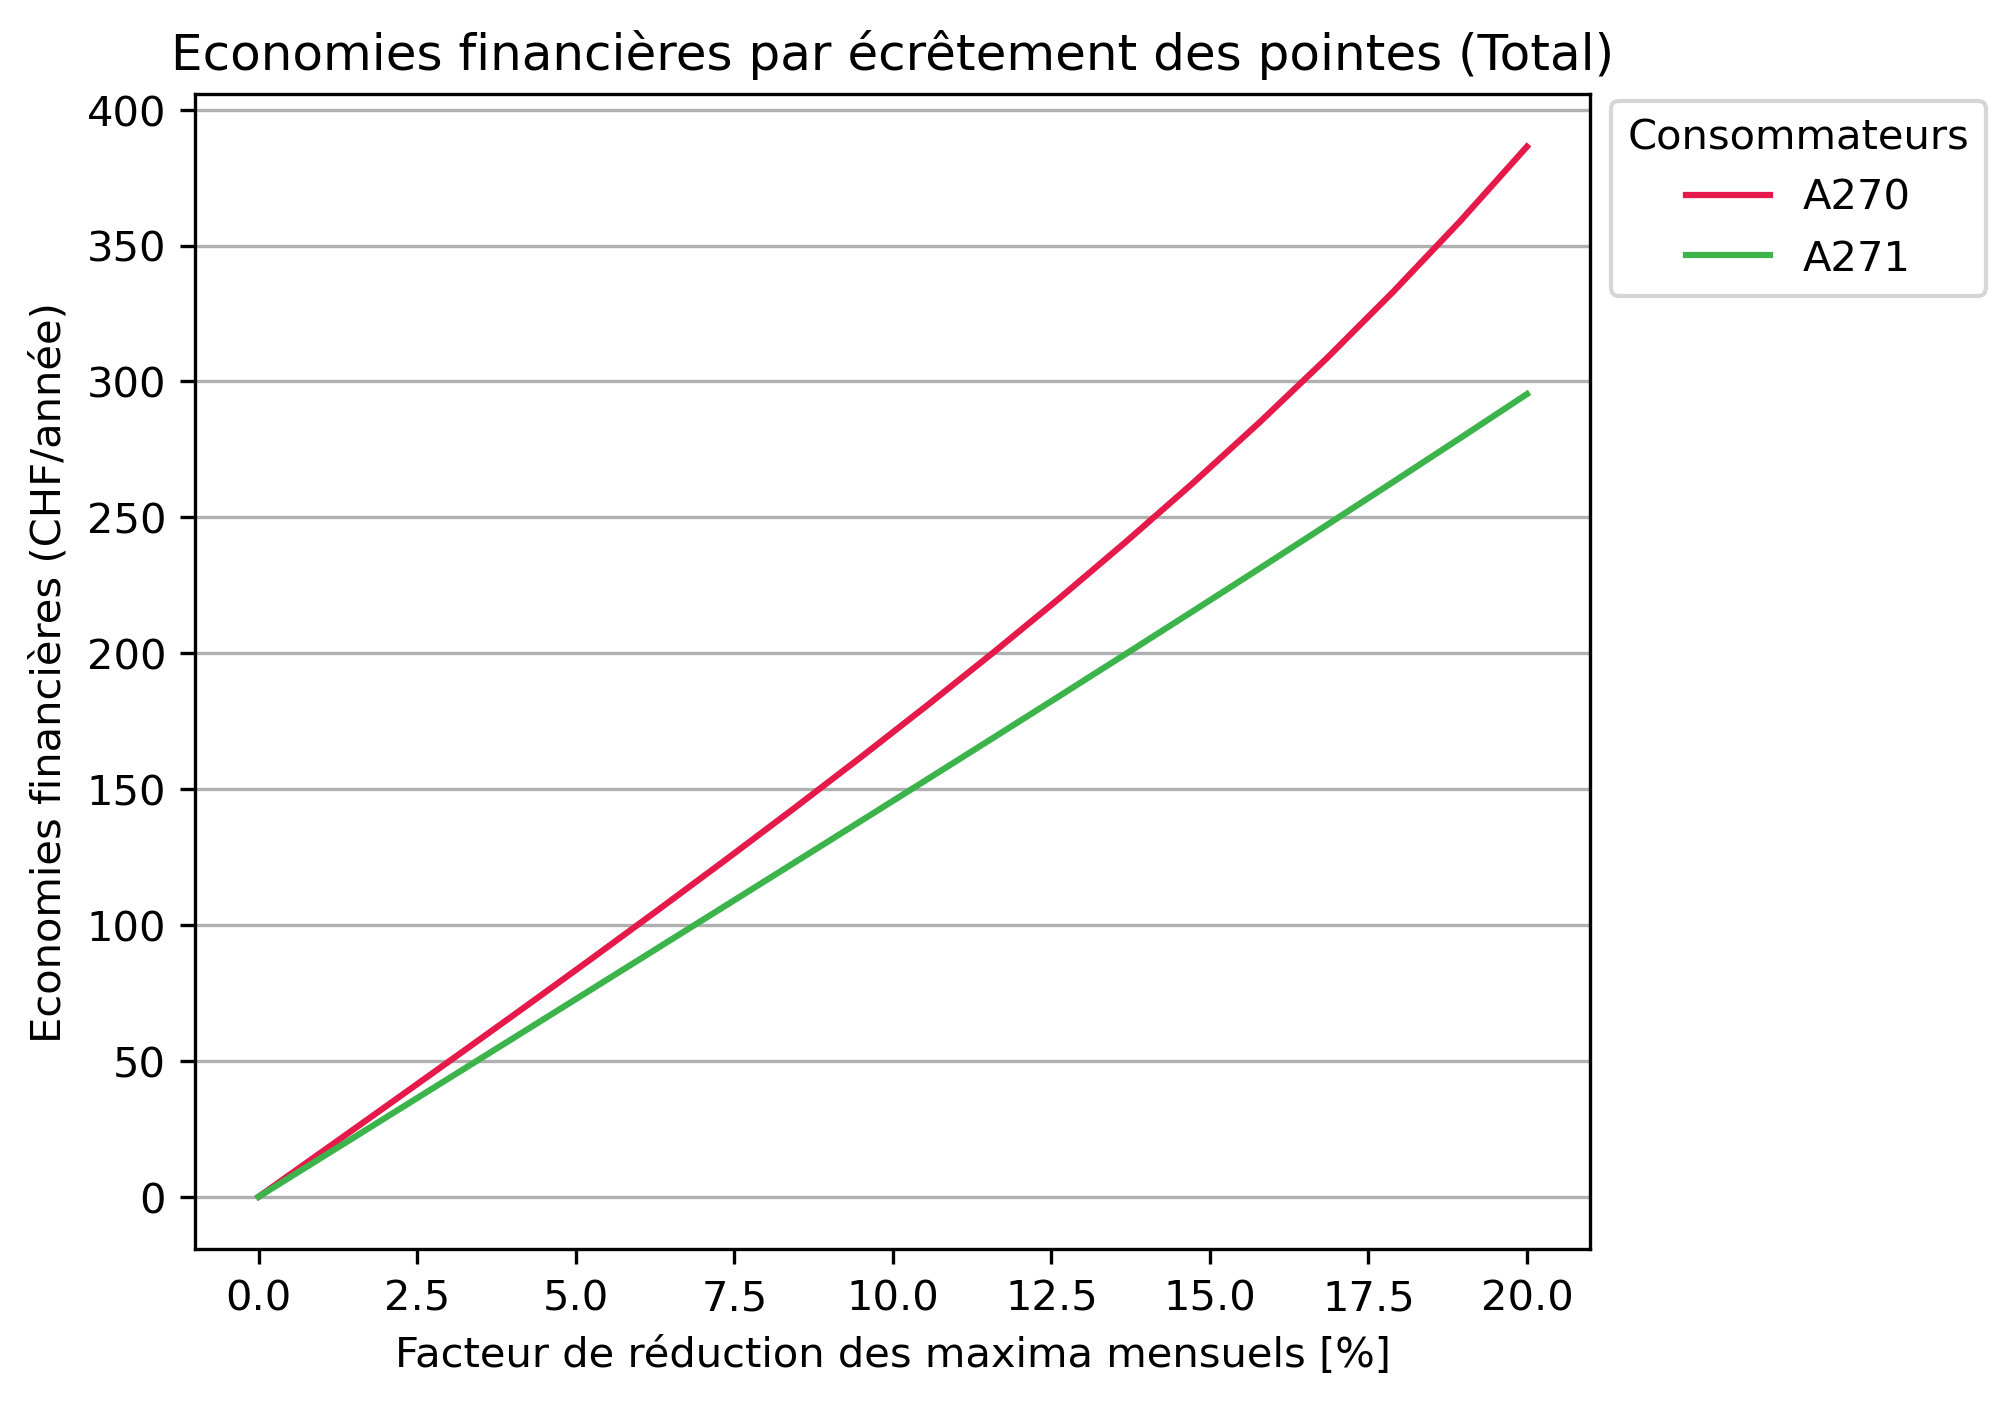 Economies financières par écrêtement des pointes (Total)
Consommateurs
A270
A271
Economies financières (CHF/année)
400
350
300
250
200
150
100
50
0
0.0 2.5 5.0 7.5 10.0 12.5 15.0 17.5 20.0
Facteur de réduction des maxima mensuels [%]